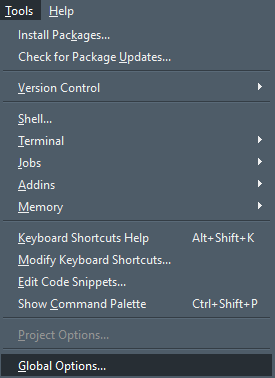 Tools Help
Install Packages...
Check for Package Updates...
Version Control
Shell...
Terminal
Jobs
Addins
Memory
Keyboard Shortcuts Help Alt+Shift+K
Modify Keyboard Shortcuts...
Edit Code Snippets...
Show Command Palette Ctrl+Shift+P
Project Options...
Global Options...